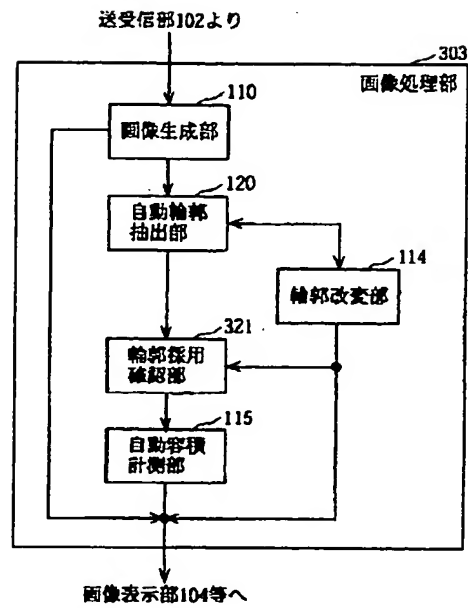 送受信部102より
303
画像処理部
110
画像生成部
120
自動輪郭
抽出部
114
輪郭改変部
321
輪郭採用
確認部
115
自動容積
計測部
画像表示部104等へ